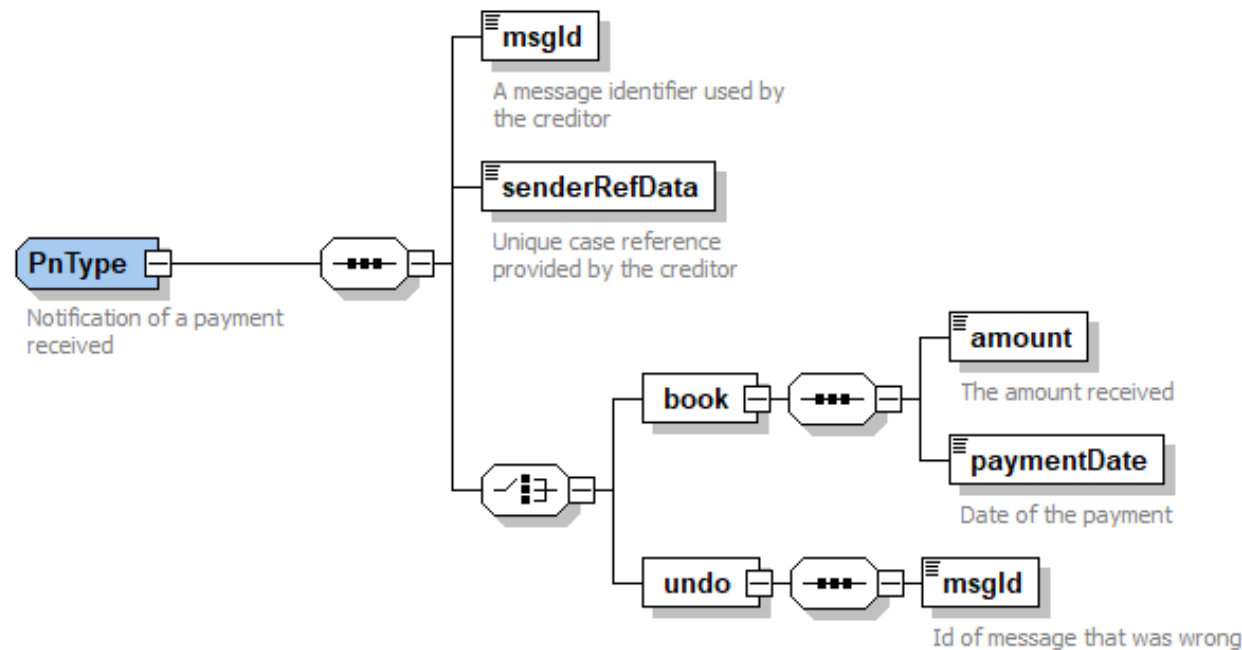 msgId
A message identifier used by
the creditor
senderRefData
Unique case reference
provided by the creditor
PnType
Notification of a payment
received
amount
The amount received
book
paymentDate
Date of the payment
undo
msgId
Id of message that was wrong